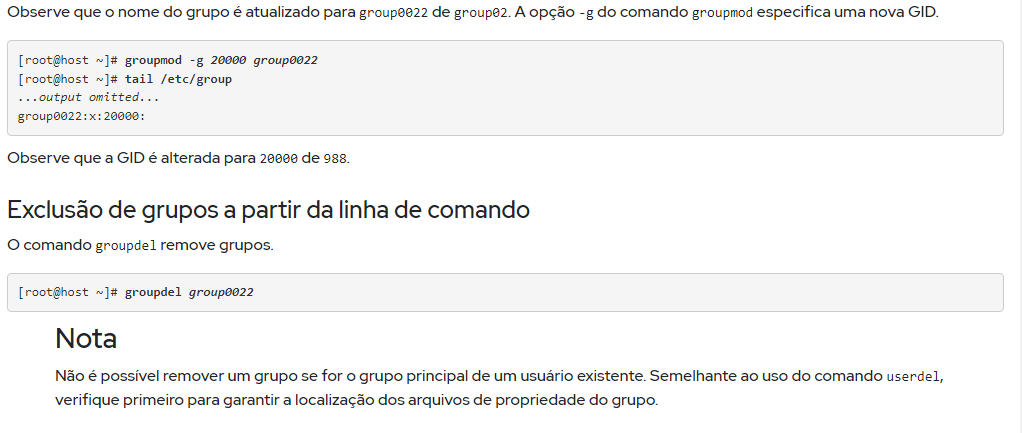 Observe que o nome do grupo é atualizado para group0022 de group02. A opção -g do comando groupmod especifica uma nova GID.
[root@host ~]# groupmod -g 20000 group0022
[root@host ~]# tail /etc/group
...output omitted...
group0022:x:20000:
Observe que a GID é alterada para 20000 de 988.
Exclusão de grupos a partir da linha de comando
O comando groupdel remove grupos.
[root@host ~]# groupdel group0022
Nota
Não é possível remover um grupo se for o grupo principal de um usuário existente. Semelhante ao uso do comando userdel,
verifique primeiro para garantir a localização dos arquivos de propriedade do grupo.